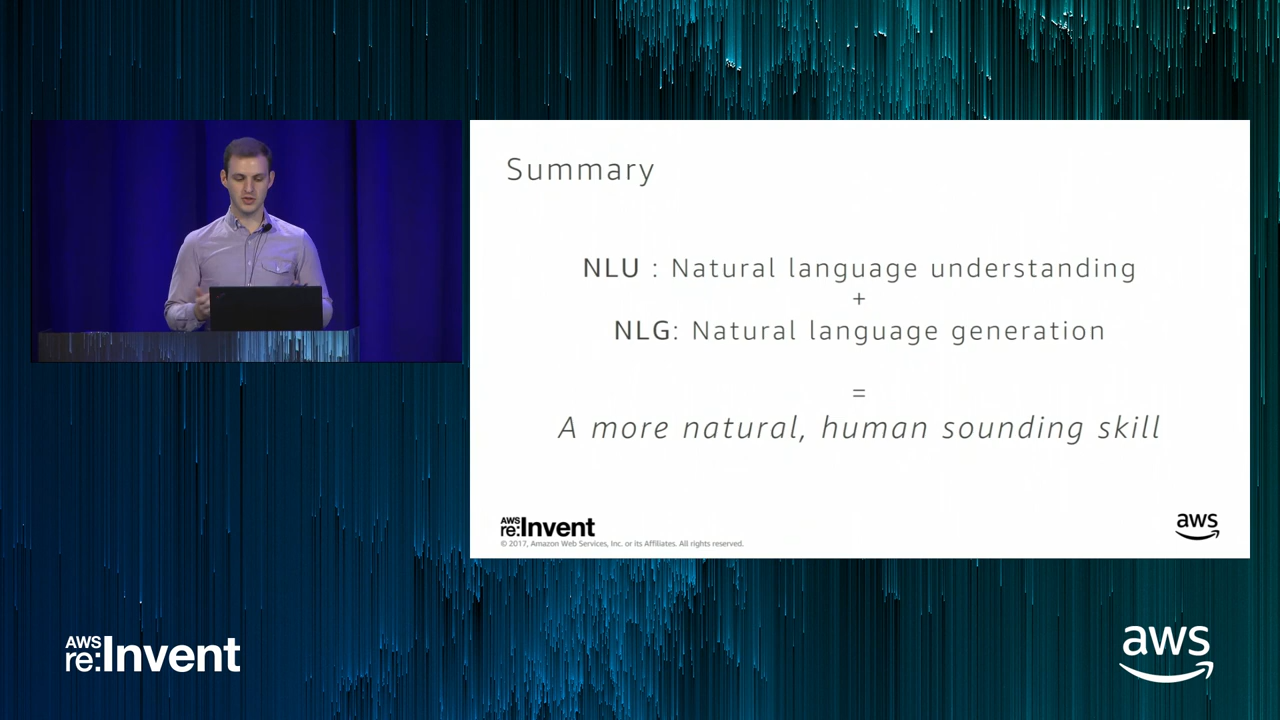 Summary
NLU : Natural language understanding
+
NLG: Natural language generation
=
A more natural, human sounding skill
AWS
re:Invent
© 2017, Amazon Web Services, Inc. or its Affiliates. All rights reserved.
aws
AWS
re:Invent
aws